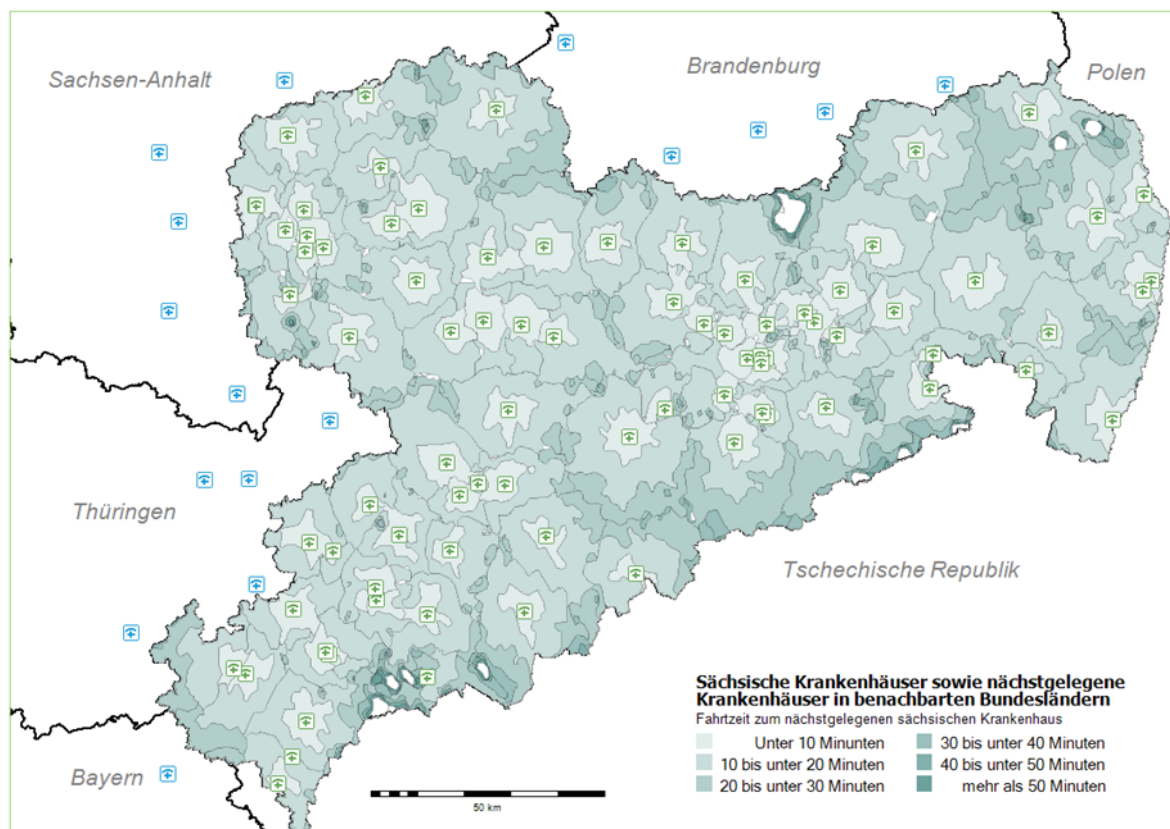 Sachsen-Anhalt
Brandenburg
Polen
Thüringen
Tschechische Republik
Bayern
50 km
Sächsische Krankenhäuser sowie nächstgelegene
Krankenhäuser in benachbarten Bundesländern
Fahrtzeit zum nächstgelegenen sächsischen Krankenhaus
Unter 10 Minunten
10 bis unter 20 Minuten
20 bis unter 30 Minuten
30 bis unter 40 Minuten
40 bis unter 50 Minuten
mehr als 50 Minuten